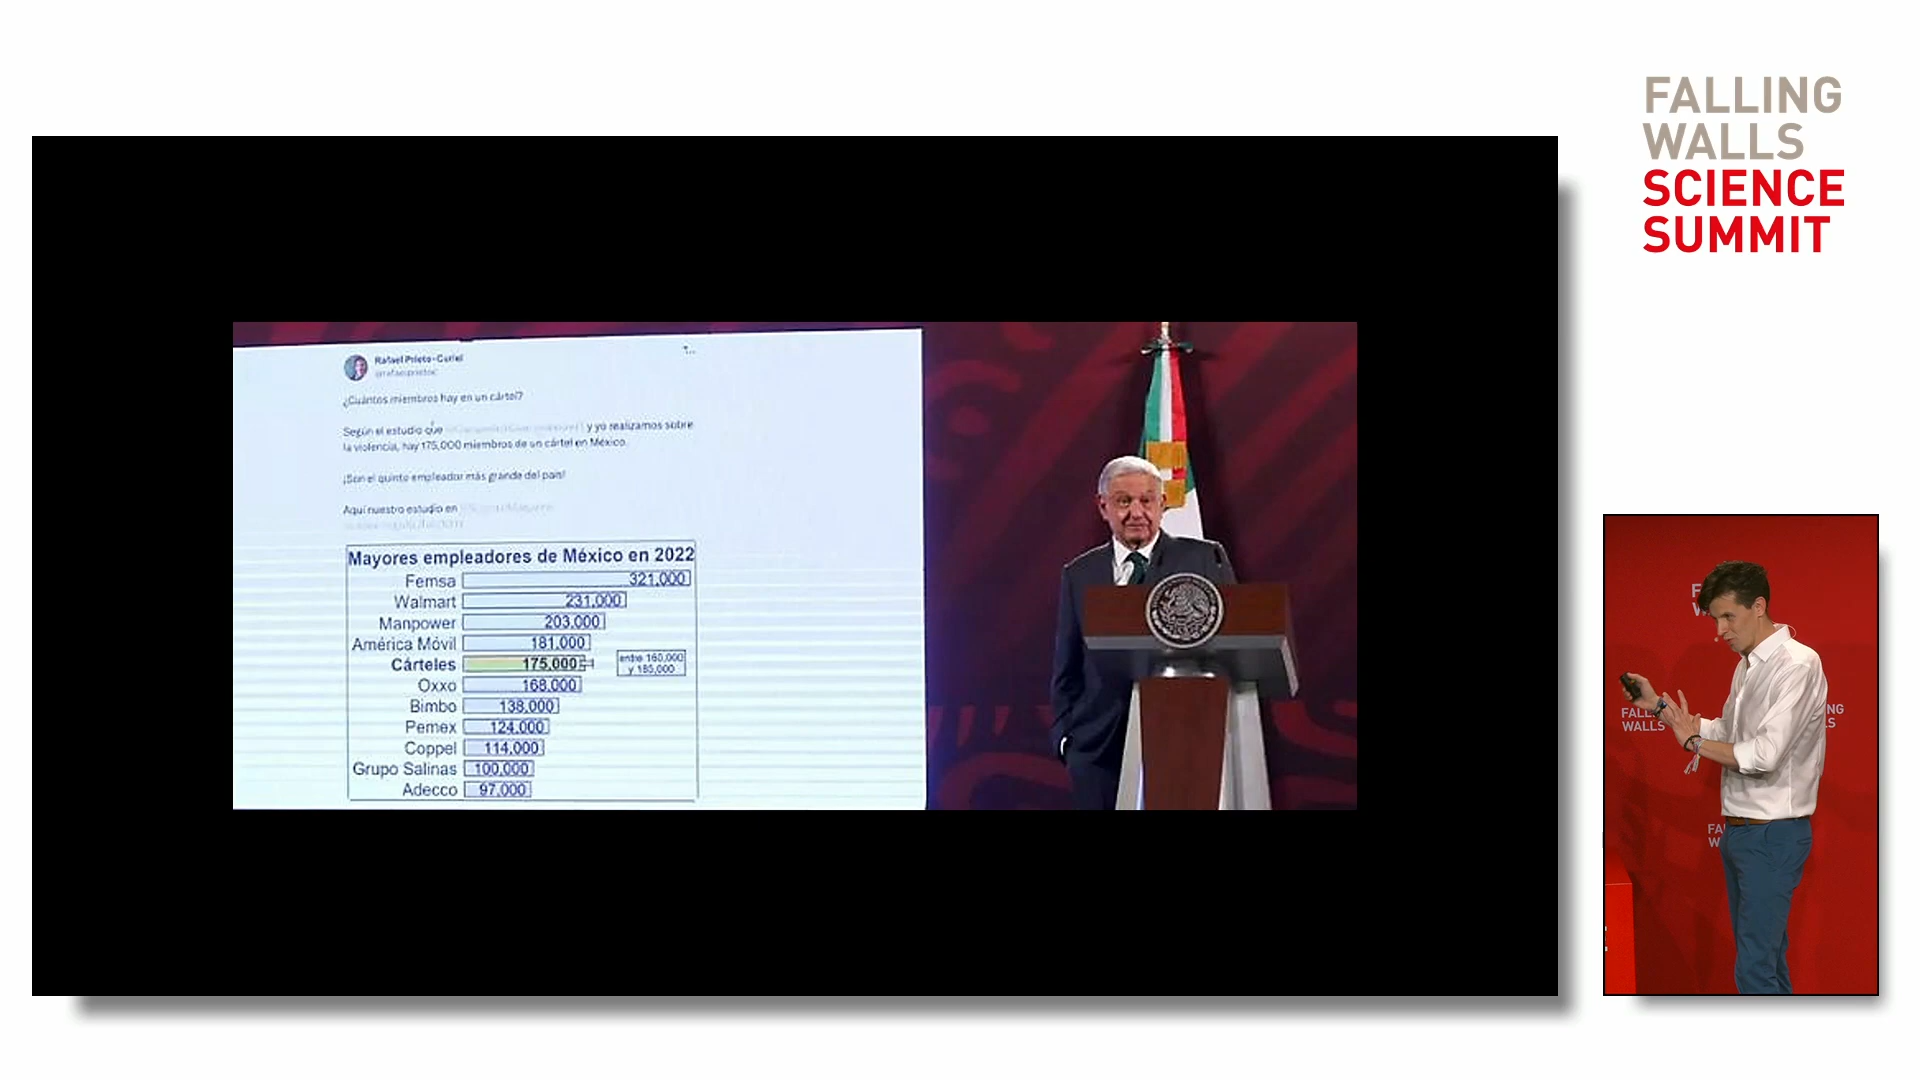 FALLING
WALLS
SCIENCE
SUMMIT
Rafael Prieto-Curiel
@rafaelprietoc
¿Cuántos miembros hay en un cártel?
Según el estudio que
y yo realizamos sobre
la violencia, hay 175,000 miembros de un cártel en México.
¡Son el quinto empleador más grande del país!
Aquí nuestro estudio en
Mayores empleadores de México en 2022
Femsa 321,000
Walmart 231,000
Manpower 203,000
América Móvil 181,000
Cárteles 175,000 entre 160,000
y 185,000
Oxxo 168,000
Bimbo 138,000
Pemex 124,000
Coppel 114,000
Grupo Salinas 100,000
Adecco 97,000
WALLS